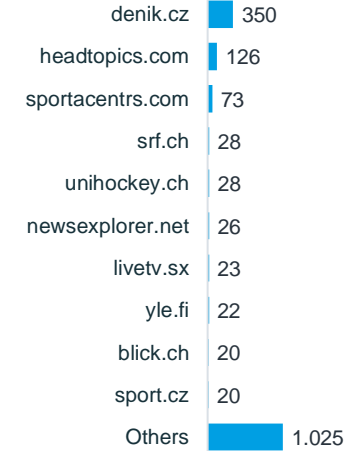 denik.cz 350
headtopics.com 126
sportacentrs.com 73
srf.ch 28
unihockey.ch 28
newsexplorer.net 26
livetv.sx 23
yle.fi 22
blick.ch 20
sport.cz 20
Others 1.025